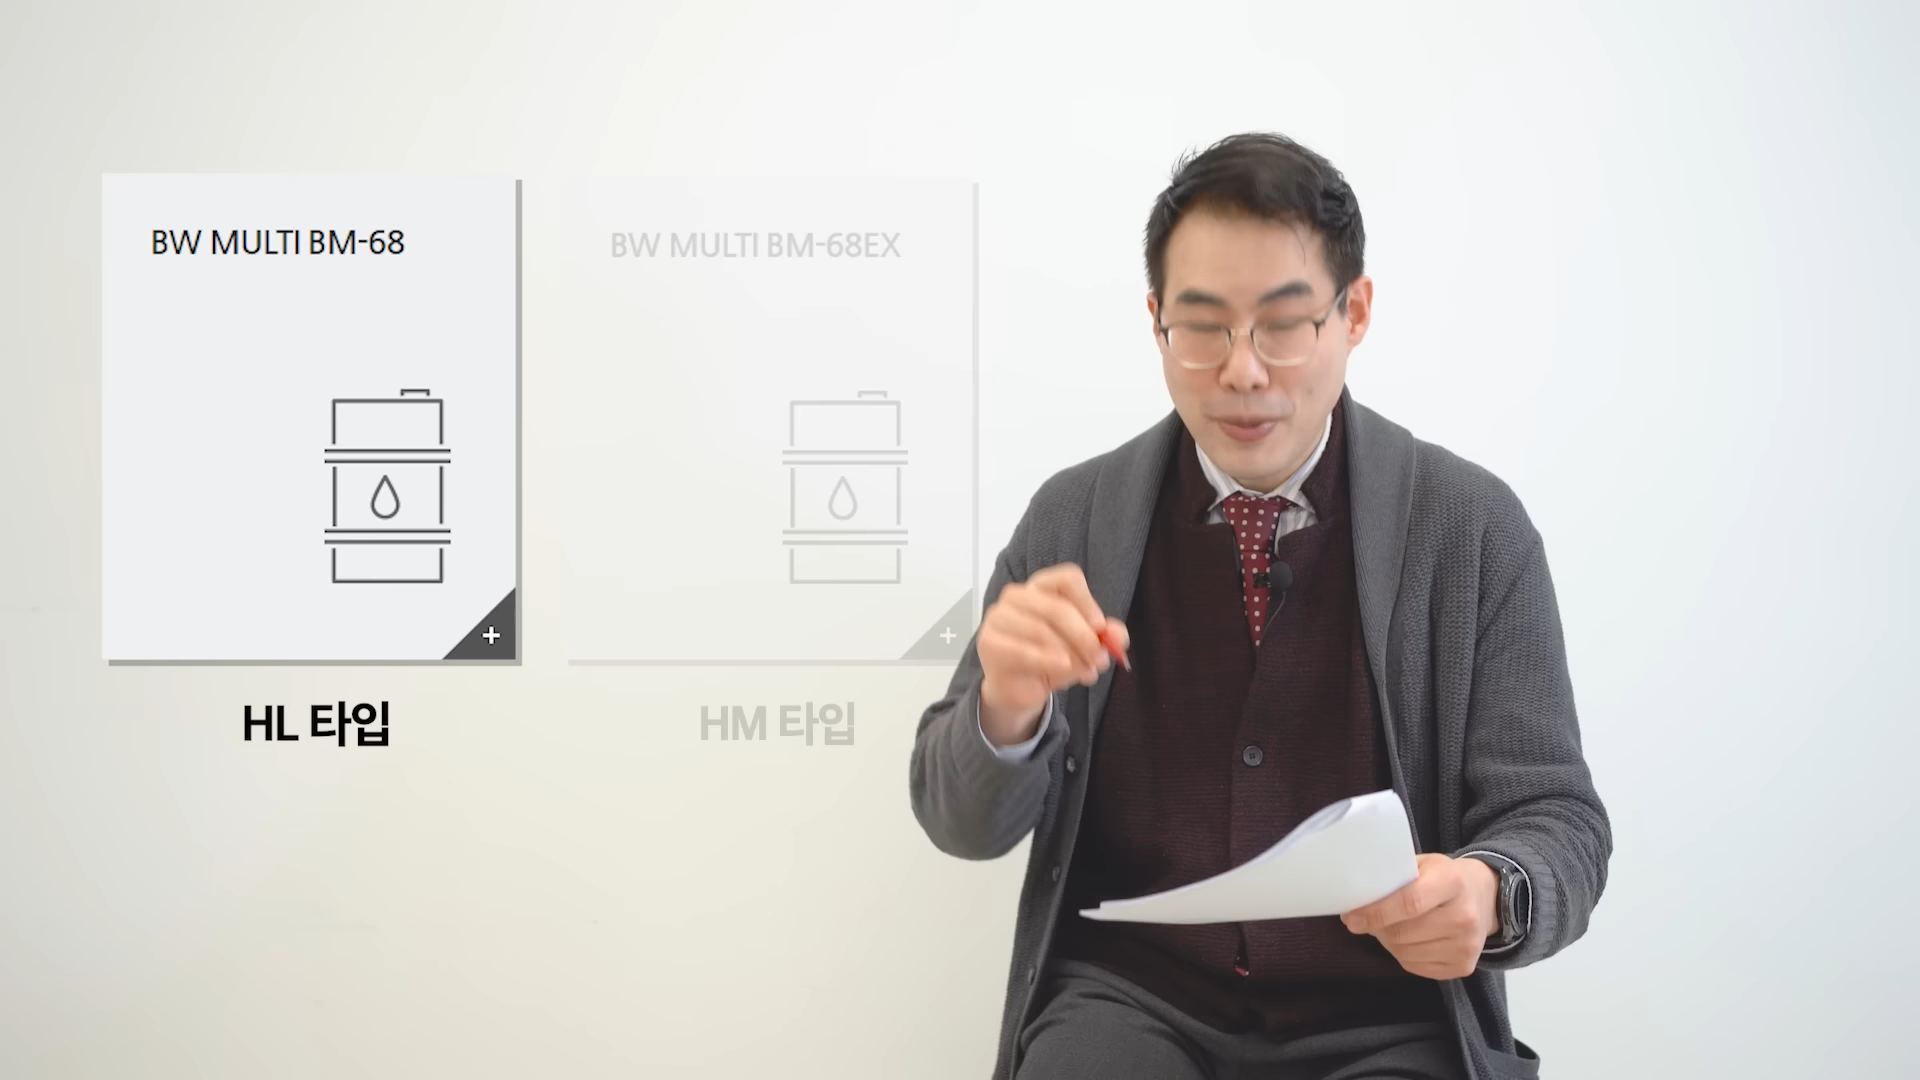 BW MULTI BM-68
BW MULTI BM-68EX
HL 타입
HM 타입